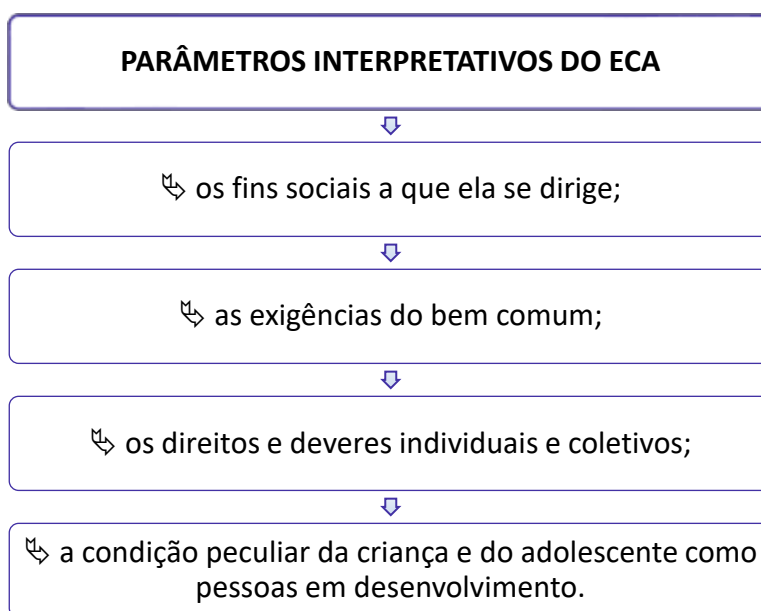 PARÂMETROS INTERPRETATIVOS DO ECA
os fins sociais a que ela se dirige;
as exigências do bem comum;
os direitos e deveres individuais e coletivos;
a condição peculiar da criança e do adolescente como
pessoas em desenvolvimento.